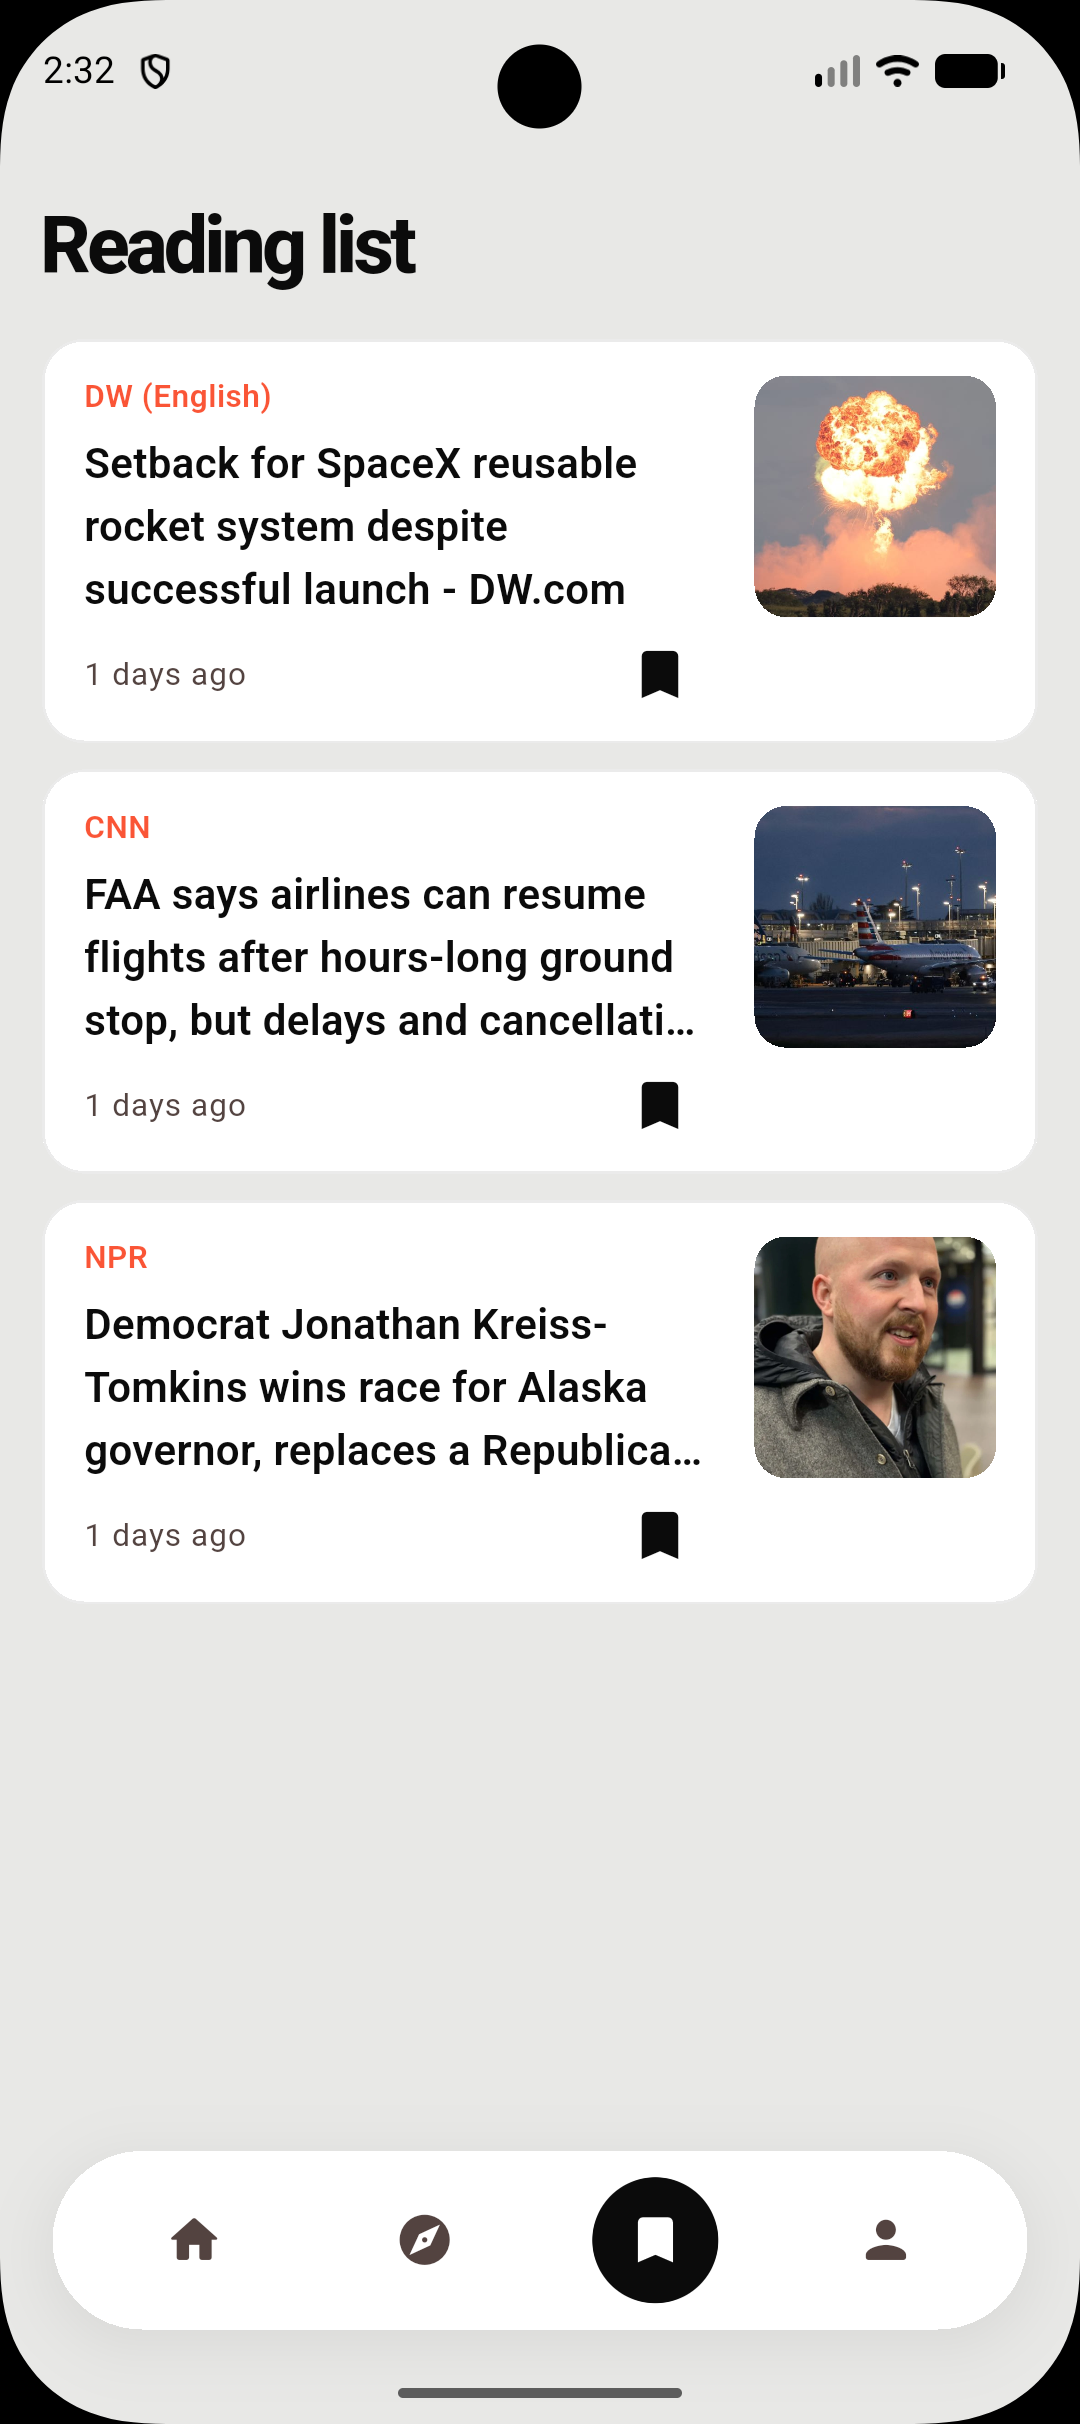 2:32
Reading list
DW (English)
Setback for SpaceX reusable
rocket system despite
successful launch - DW.com
1 days ago
CNN
FAA says airlines can resume
flights after hours-long ground
stop, but delays and cancellati...
1 days ago
NPR
Democrat Jonathan Kreiss-
Tomkins wins race for Alaska
governor, replaces a Republica...
1 days ago